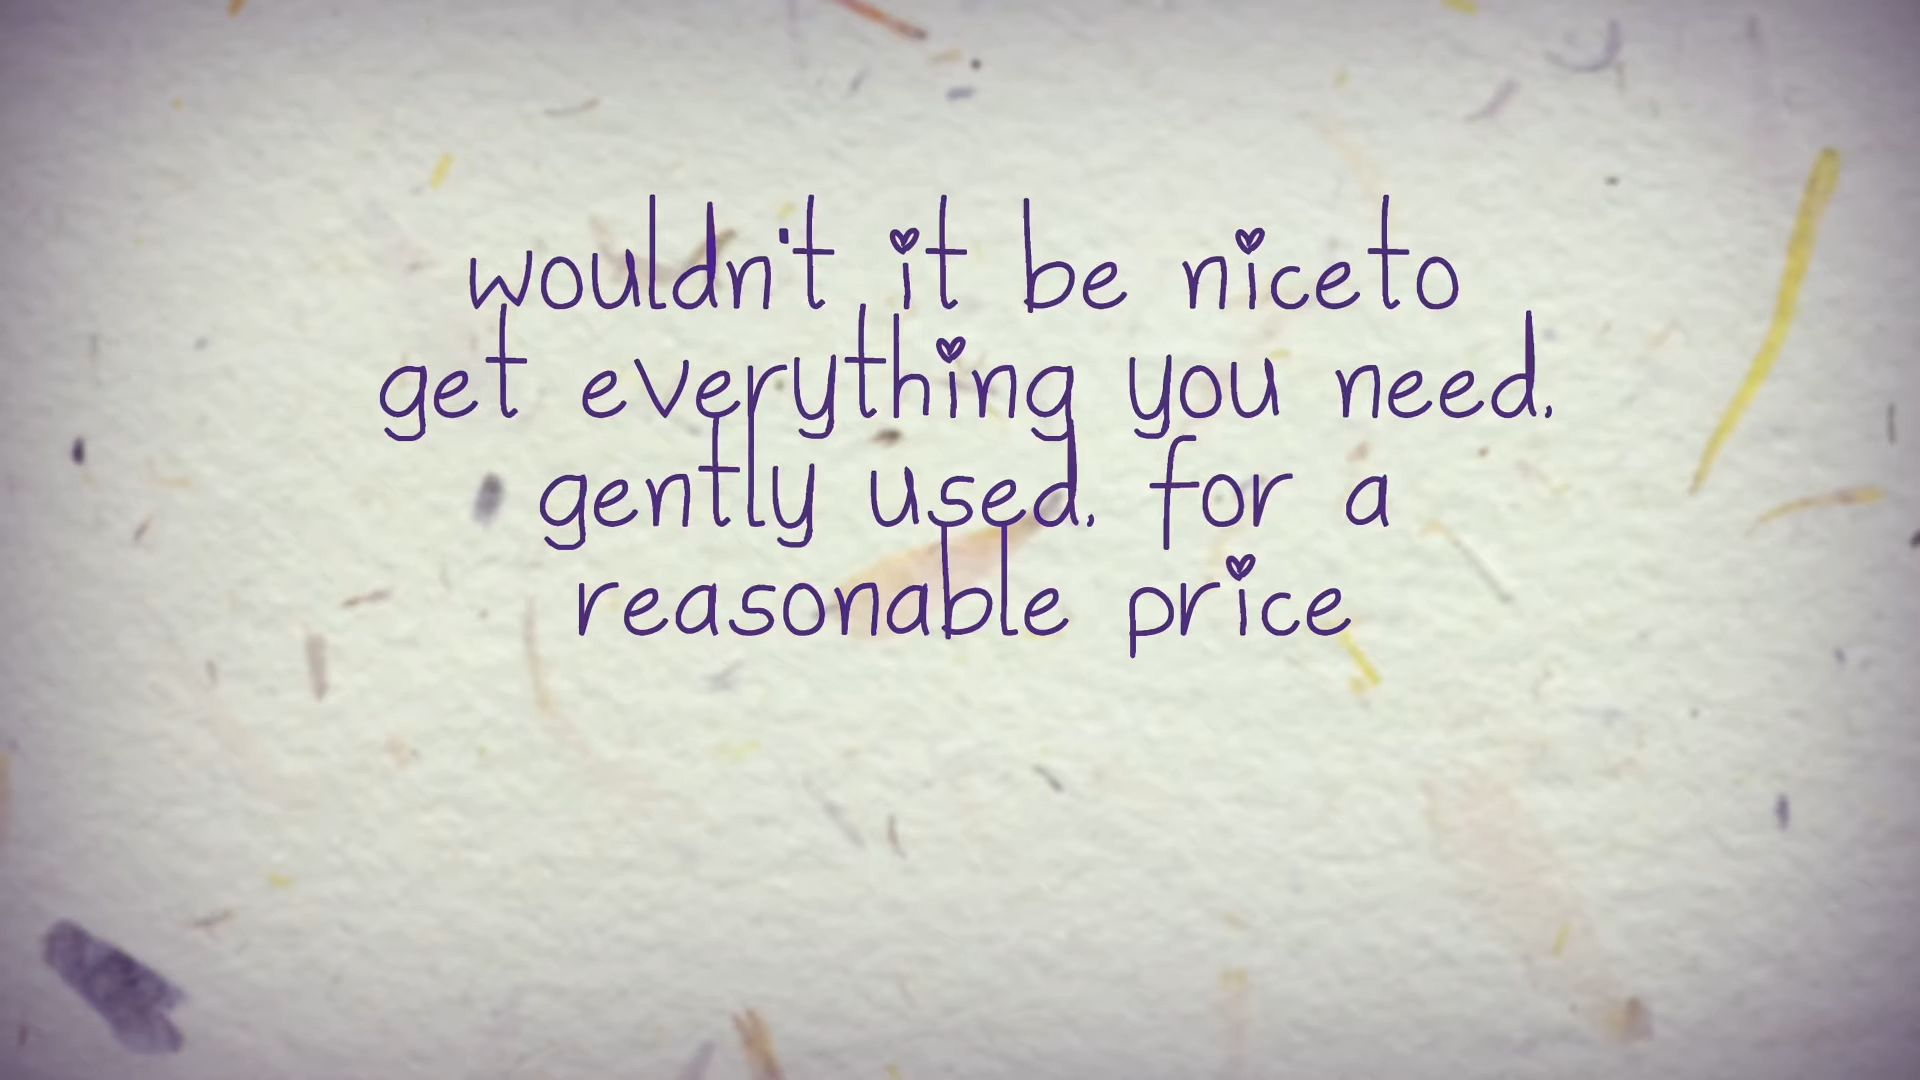 wouldn't it be niceto
get everything you need,
gently used, for a
reasonable price